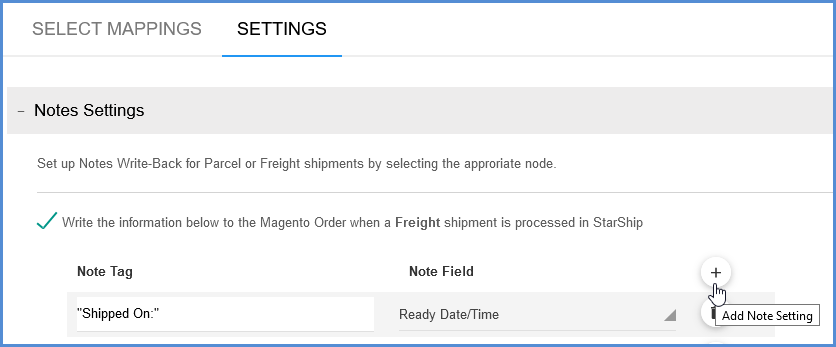 SELECT MAPPINGS SETTINGS
– Notes Settings
Set up Notes Write-Back for Parcel or Freight shipments by selecting the approriate node.
Write the information below to the Magento Order when a Freight shipment is processed in StarShip
Note Tag Note Field +
"Shipped On:" Ready Date/Time
Add Note Setting